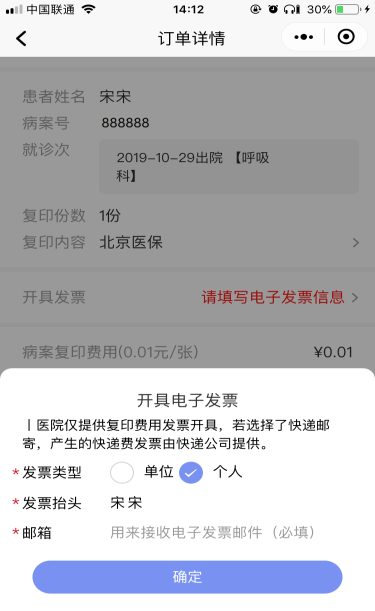 中国联通
14:12
30%
订单详情
患者姓名 宋宋
病案号 888888
就诊次 2019-10-29出院 【呼吸
科】
复印份数 1份
复印内容 北京医保
开具发票 请填写电子发票信息
病案复印费用(0.01元/张) ¥0.01
开具电子发票
丨医院仅提供复印费用发票开具，若选择了快递邮
寄，产生的快递费发票由快递公司提供。
*发票类型 单位 个人
*发票抬头 宋宋
*邮箱 用来接收电子发票邮件（必填）
确定